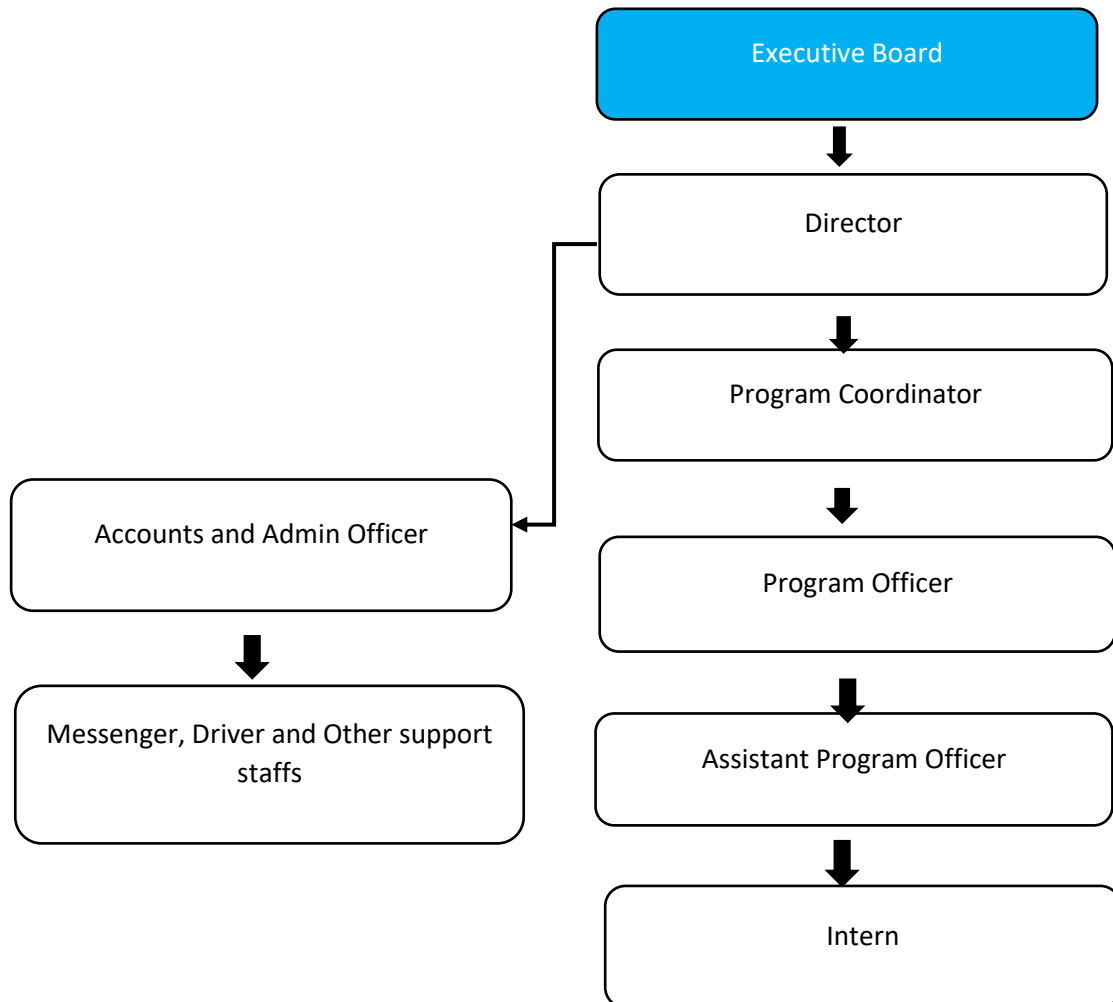 Executive Board
Director
Program Coordinator
Accounts and Admin Officer
Program Officer
Messenger, Driver and Other support
staffs
Assistant Program Officer
Intern